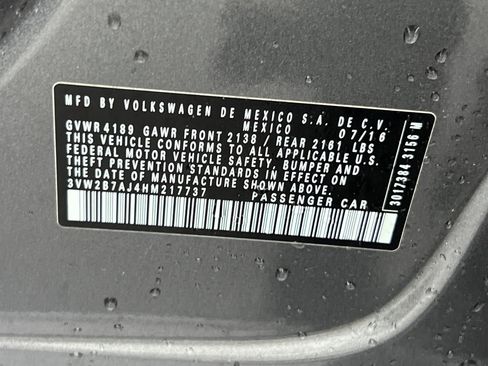 MFD BY VOLKSWAGEN DE MEXICO S.A. DE C.V.
MEXICO 07/16
GVWR 4189 GAWR FRONT 2138 / REAR 2161 LBS
THIS VEHICLE CONFORMS TO ALL APPLICABLE
FEDERAL MOTOR VEHICLE SAFETY, BUMPER AND
THEFT PREVENTION STANDARDS IN EFFECT ON
THE DATE OF MANUFACTURE SHOWN ABOVE.
3VW2B7AJ4HM217737 PASSENGER CAR
3017384 3T56 M